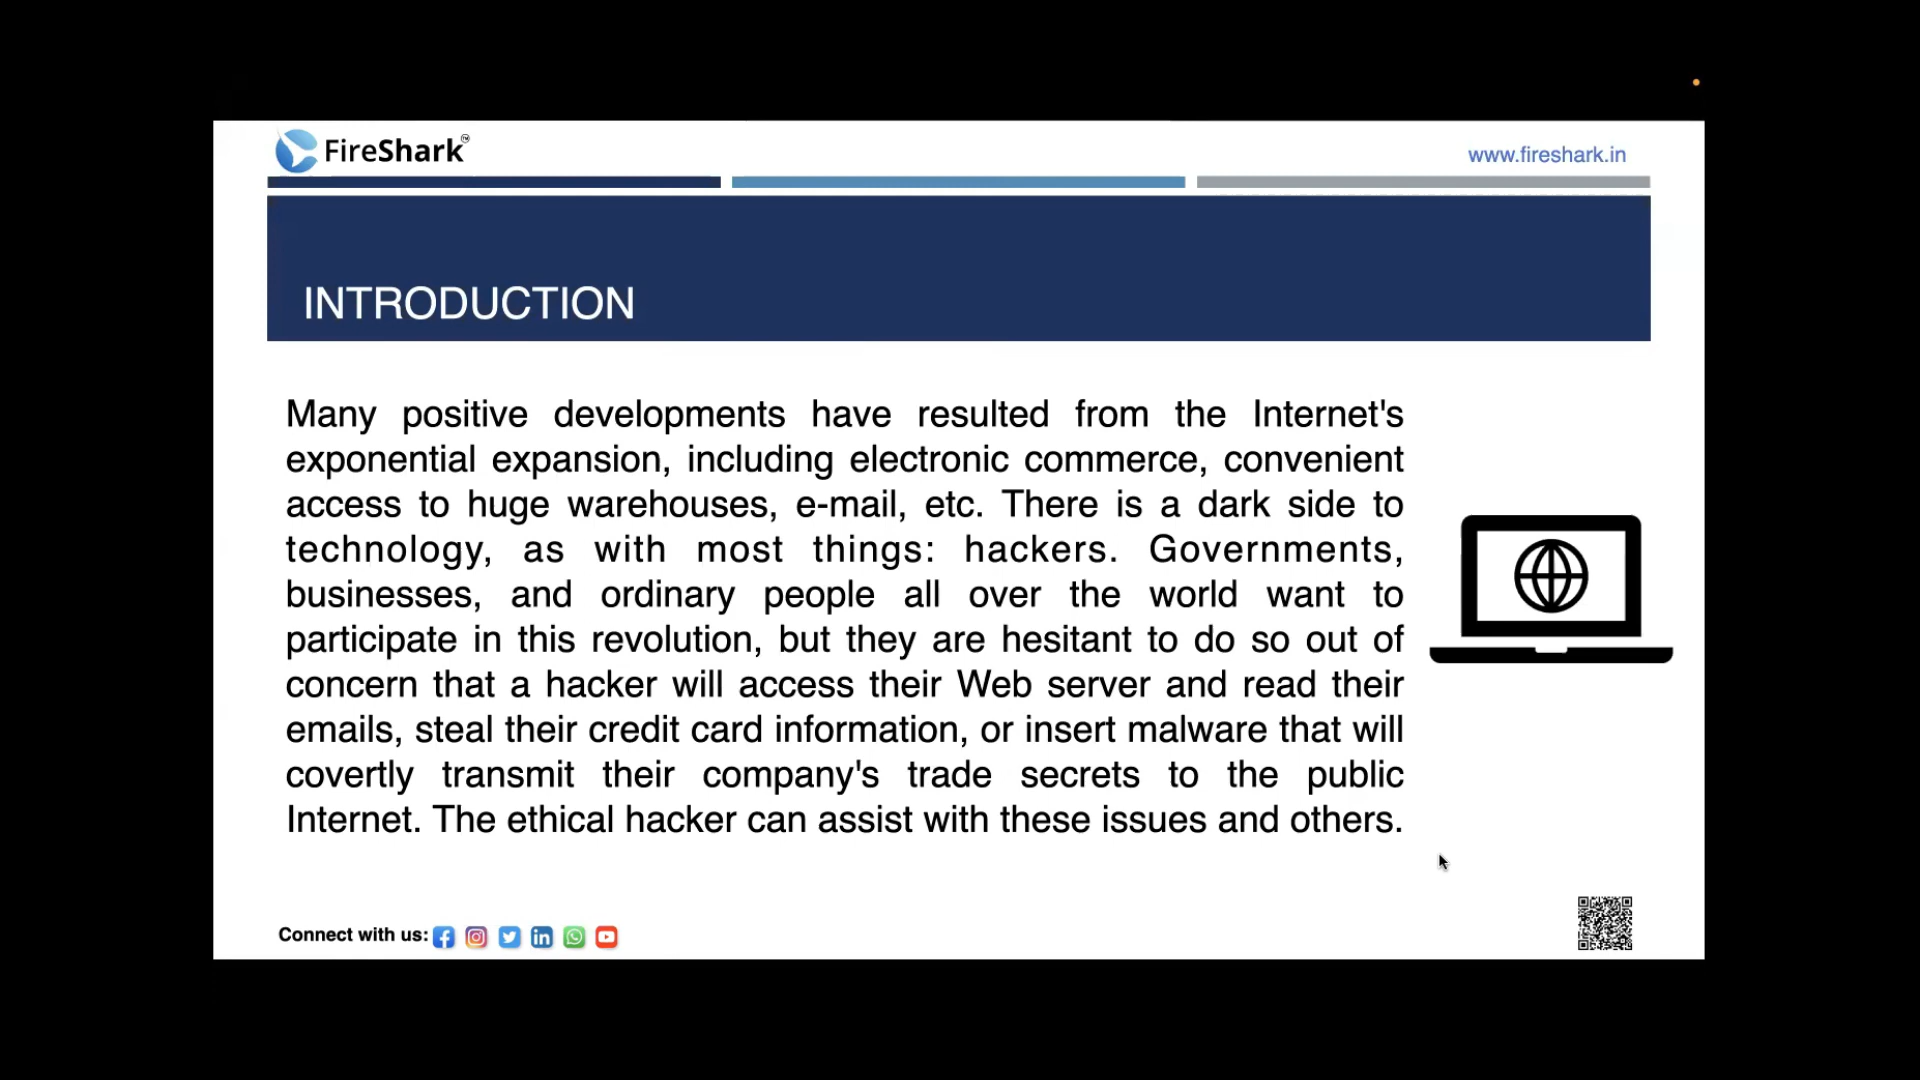 FireShark™
www.fireshark.in
INTRODUCTION
Many positive developments have resulted from the Internet's
exponential expansion, including electronic commerce, convenient
access to huge warehouses, e-mail, etc. There is a dark side to
technology, as with most things: hackers. Governments,
businesses, and ordinary people all over the world want to
participate in this revolution, but they are hesitant to do so out of
concern that a hacker will access their Web server and read their
emails, steal their credit card information, or insert malware that will
covertly transmit their company's trade secrets to the public
Internet. The ethical hacker can assist with these issues and others.
Connect with us: